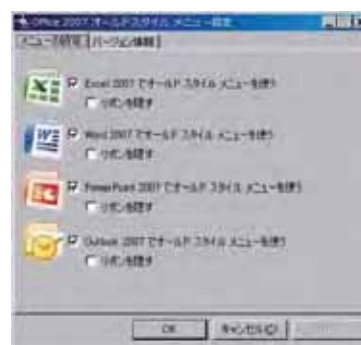 Office 2007 オールドスタイル メニュー設定
メニューの設定 バージョン情報
Excel 2007 でオールド スタイル メニューを使う
リボンを隠す
Word 2007 でオールド スタイル メニューを使う
リボンを隠す
PowerPoint 2007 でオールド スタイル メニューを使う
リボンを隠す
Outlook 2007 でオールド スタイル メニューを使う
リボンを隠す
OK キャンセル(C)